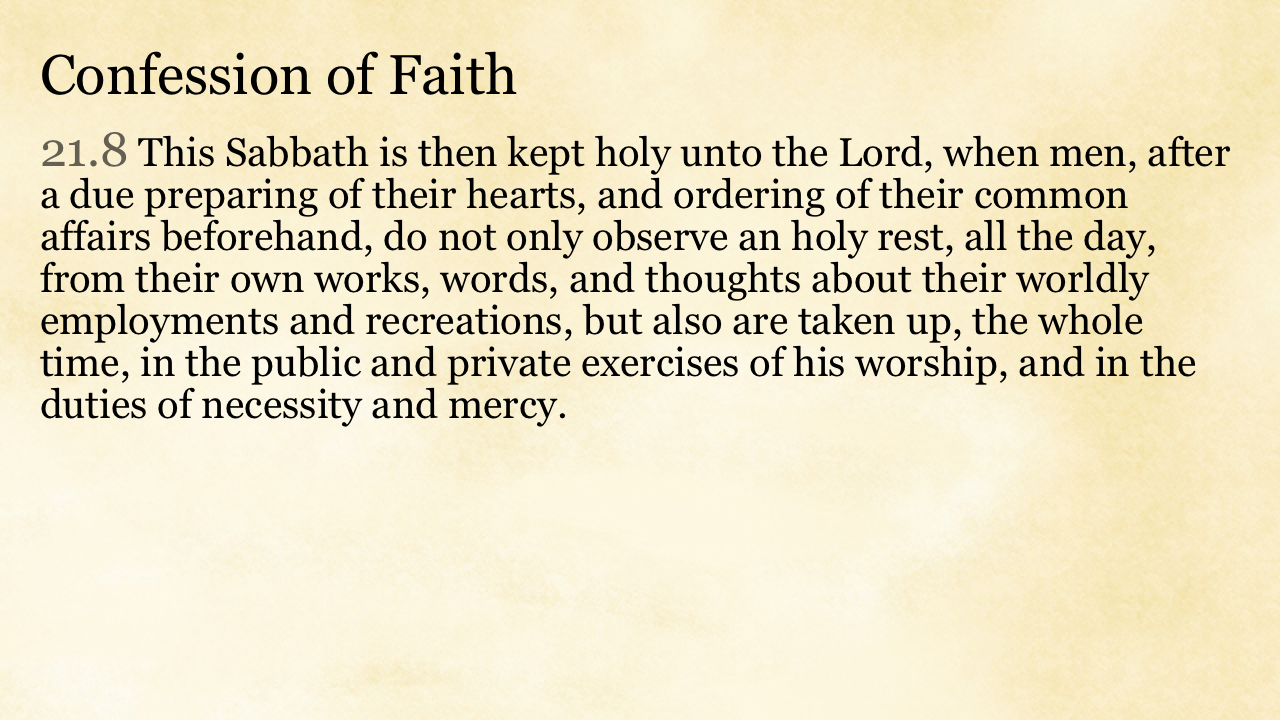 Confession of Faith
21.8 This Sabbath is then kept holy unto the Lord, when men, after
a due preparing of their hearts, and ordering of their common
affairs beforehand, do not only observe an holy rest, all the day,
from their own works, words, and thoughts about their worldly
employments and recreations, but also are taken up, the whole
time, in the public and private exercises of his worship, and in the
duties of necessity and mercy.